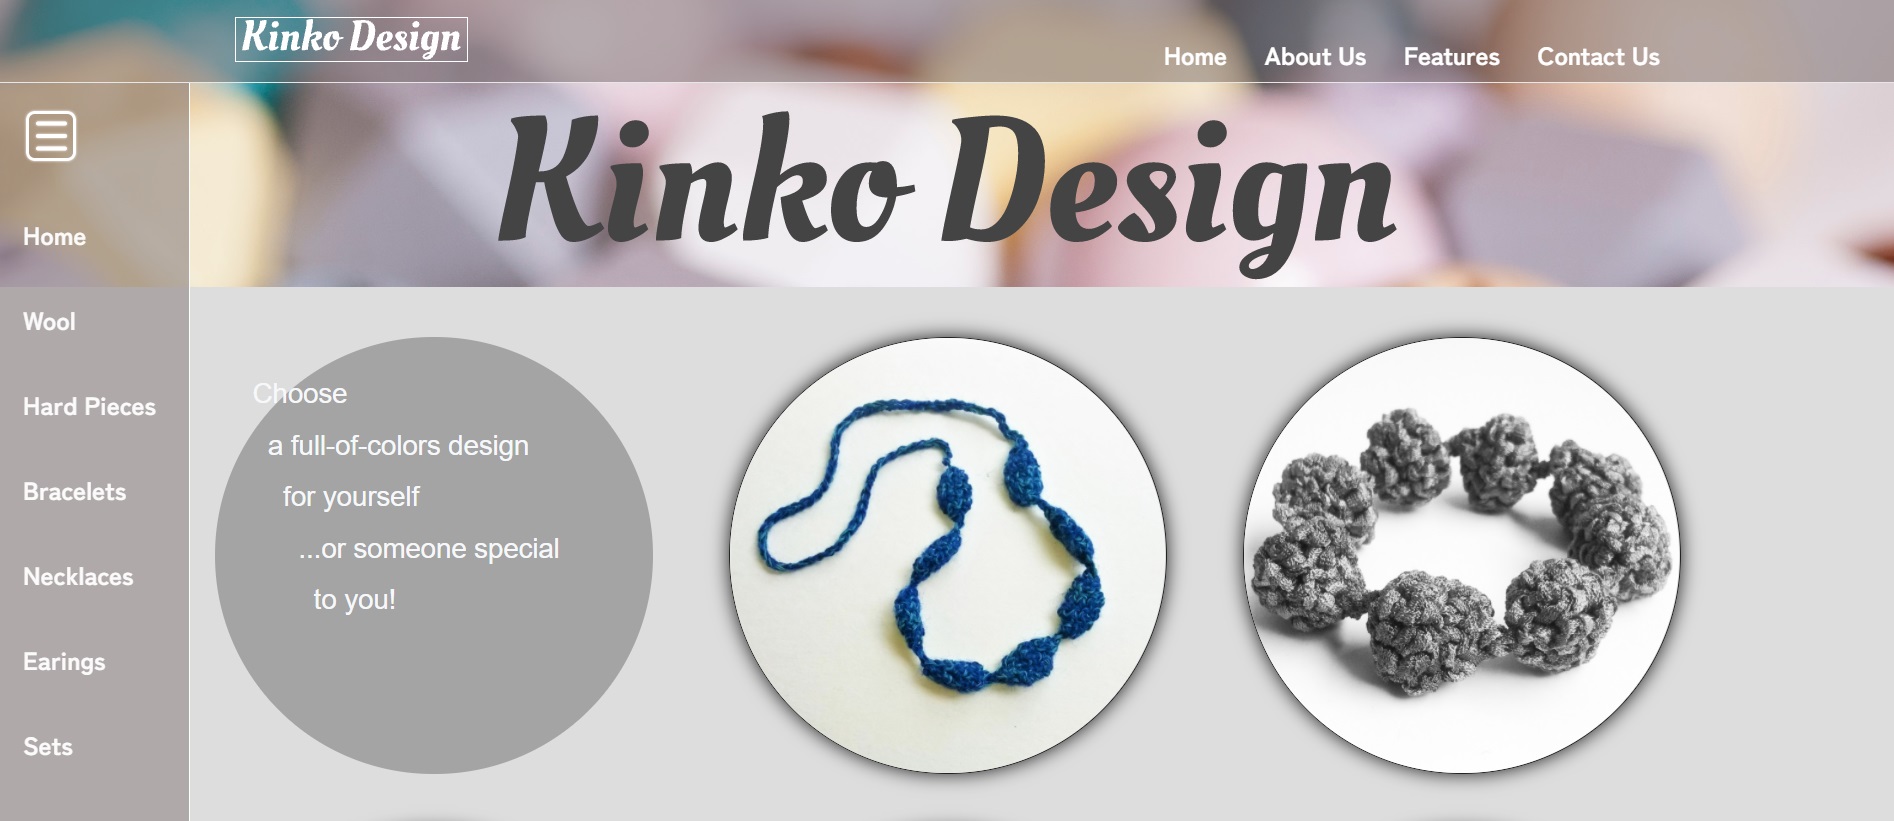 Kinko Design
Home About Us Features Contact Us
Kinko Design
Home
Wool
Hard Pieces
Bracelets
Necklaces
Earings
Sets
Choose
a full-of-colors design
for yourself
...or someone special
to you!